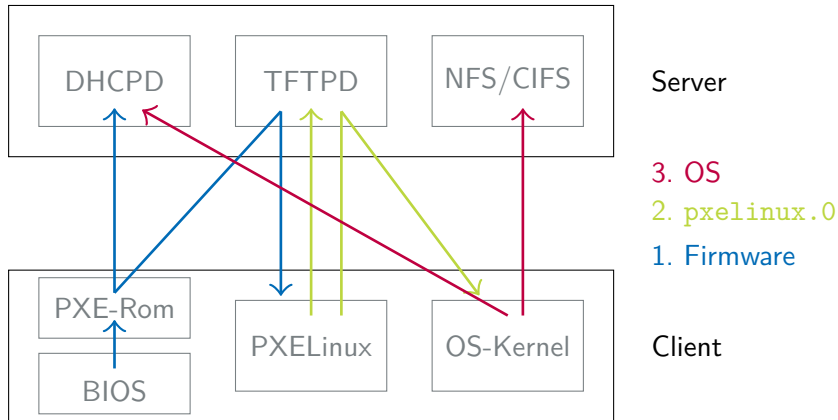 DHCPD
TFTPD
NFS/CIFS
Server
3. OS
2. pxelinux.0
1. Firmware
PXE-Rom
PXELinux
OS-Kernel
Client
BIOS